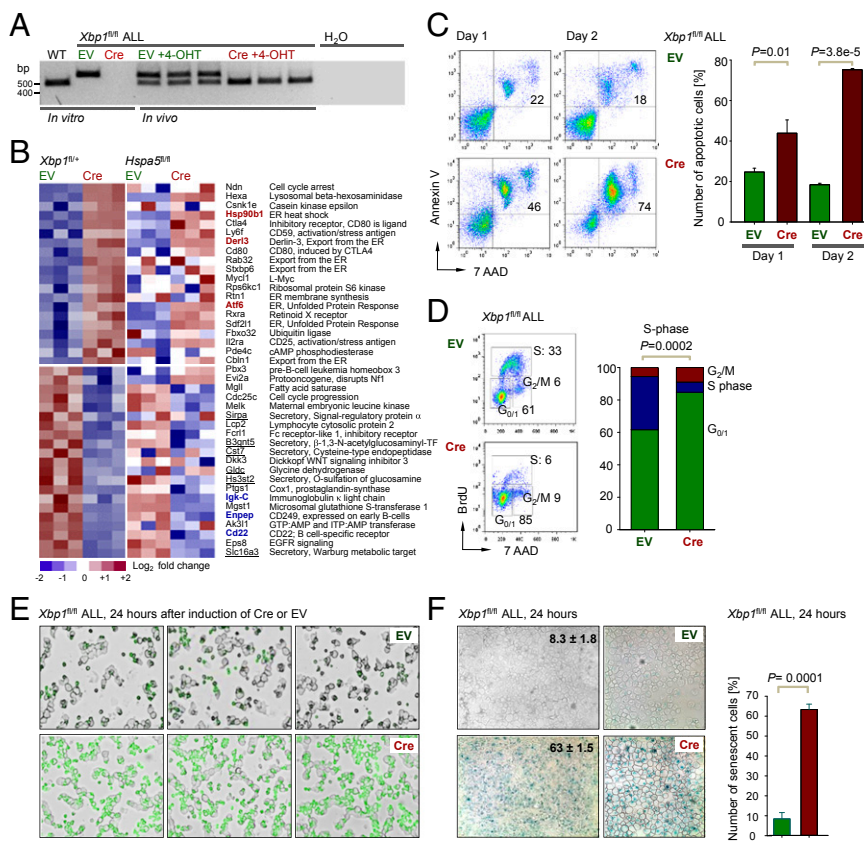 A
Xbp1fl/fl ALL
H2O
WT EV Cre EV +4-OHT Cre +4-OHT
bp
500
400
In vitro In vivo
B
Xbp1fl/+ Hspa5fl/fl
EV Cre EV Cre
Ndn Cell cycle arrest
Hexa Lysosomal beta-hexosaminidase
Csnk1e Casein kinase epsilon
Hsp90b1 ER heat shock
Ctla4 Inhibitory receptor, CD80 is ligand
Ly6f CD59, activation/stress antigen
Derl3 Derlin-3, Export from the ER
Cd80 CD80, induced by CTLA4
Rab32 Export from the ER
Stxbp6 Export from the ER
Mycl1 L-Myc
Rps6kc1 Ribosomal protein S6 kinase
Rtn1 ER membrane synthesis
Atf6 ER, Unfolded Protein Response
Rxra Retinoid X receptor
Sdf2l1 ER, Unfolded Protein Response
Fbxo32 Ubiquitin ligase
Il2ra CD25, activation/stress antigen
Pde4c cAMP phosphodiesterase
Cbln1 Export from the ER
Pbx3 pre-B-cell leukemia homeobox 3
Evi2a Protooncogene, disrupts Nf1
Mgll Fatty acid saturase
Cdc25c Cell cycle progression
Melk Maternal embryonic leucine kinase
Sirpa Secretory, Signal-regulatory protein α
Lcp2 Lymphocyte cytosolic protein 2
Fcrl1 Fc receptor-like 1, inhibitory receptor
B3gnt5 Secretory, β-1,3-N-acetylglucosaminyl-TF
Cst7 Secretory, Cysteine-type endopeptidase
Dkk3 Dickkopf WNT signaling inhibitor 3
Gldc Glycine dehydrogenase
Hs3st2 Secretory, O-sulfation of glucosamine
Ptgs1 Cox1, prostaglandin-synthase
Igk-C Immunoglobulin κ light chain
Mgst1 Microsomal glutathione S-transferase 1
Enpep CD249, expressed on early B-cells
Ak3l1 GTP:AMP and ITP:AMP transferase
Cd22 CD22; B cell-specific receptor
Eps8 EGFR signaling
Slc16a3 Secretory, Warburg metabolic target
Log2 fold change
-2 -1 0 +1 +2
C
Day 1 Day 2
Xbp1fl/fl ALL
EV
22 18
Cre
46 74
Annexin V
7 AAD
Number of apoptotic cells [%]
P=0.01 P=3.8e-5
80
60
40
20
0
EV Cre EV Cre
Day 1 Day 2
D
Xbp1fl/fl ALL
EV
S: 33
G2/M 6
G0/1 61
Cre
S: 6
G2/M 9
G0/1 85
BrdU
0 200 400 600 800 1000
7 AAD
S-phase
P=0.0002
100
80
60
40
20
0
G2/M
S phase
G0/1
EV Cre
E
Xbp1fl/fl ALL, 24 hours after induction of Cre or EV
EV
Cre
F
Xbp1fl/fl ALL, 24 hours
8.3 ± 1.8
EV
63 ± 1.5
Cre
Xbp1fl/fl ALL, 24 hours
Number of senescent cells [%]
P= 0.0001
70
60
50
40
30
20
10
0
EV Cre